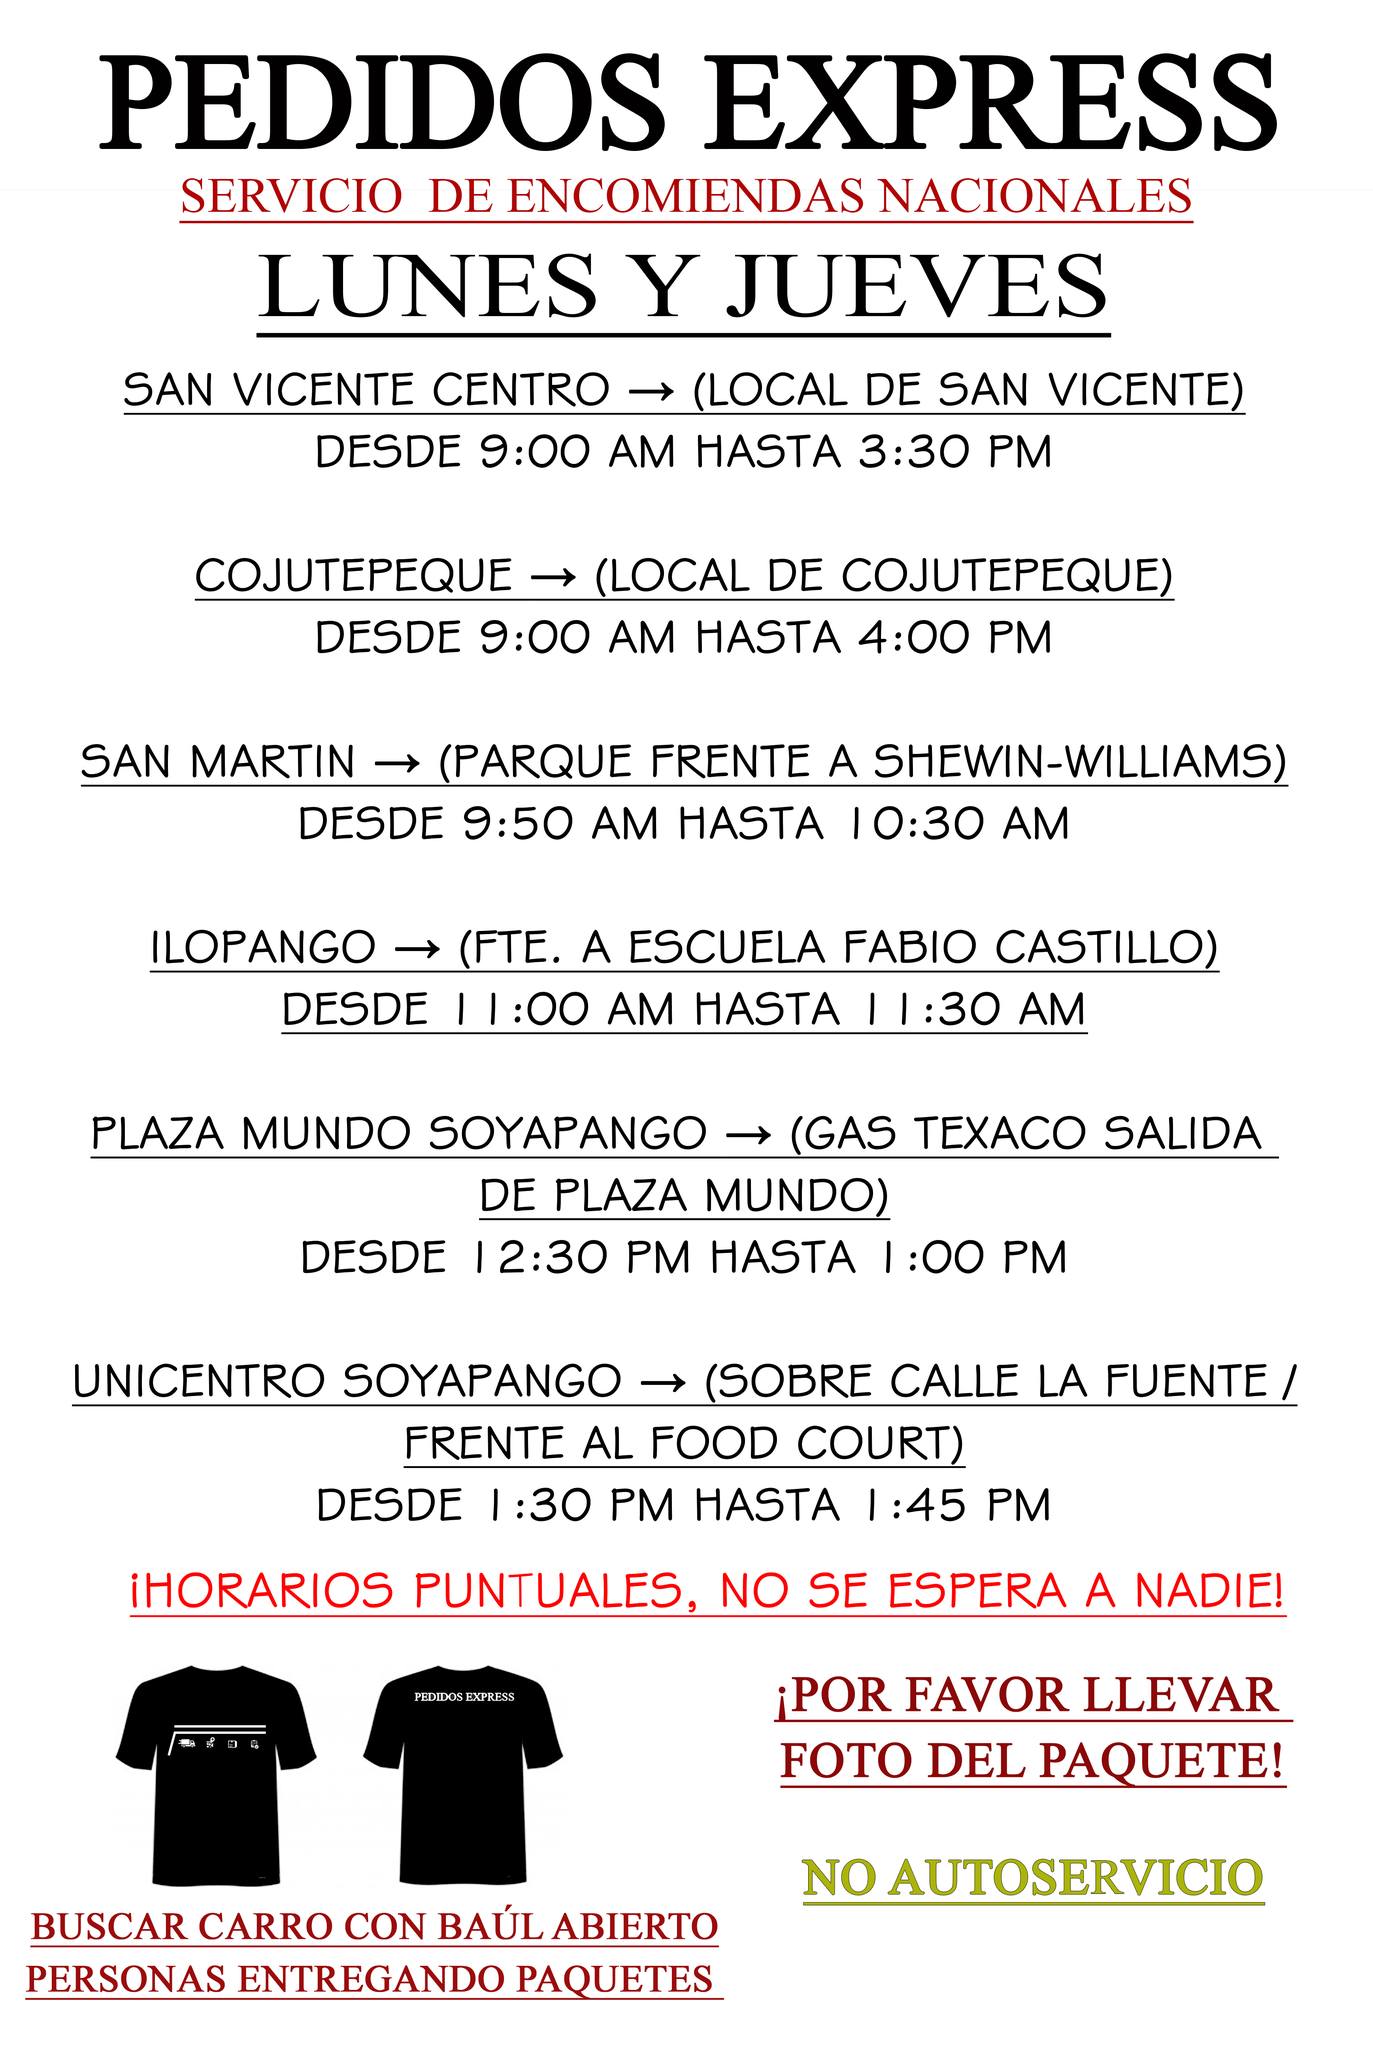 PEDIDOS EXPRESS
SERVICIO DE ENCOMIENDAS NACIONALES
LUNES Y JUEVES
SAN VICENTE CENTRO → (LOCAL DE SAN VICENTE)
DESDE 9:00 AM HASTA 3:30 PM
COJUTEPEQUE → (LOCAL DE COJUTEPEQUE)
DESDE 9:00 AM HASTA 4:00 PM
SAN MARTIN → (PARQUE FRENTE A SHEWIN-WILLIAMS)
DESDE 9:50 AM HASTA 10:30 AM
ILOPANGO → (FTE. A ESCUELA FABIO CASTILLO)
DESDE 11:00 AM HASTA 11:30 AM
PLAZA MUNDO SOYAPANGO → (GAS TEXACO SALIDA
DE PLAZA MUNDO)
DESDE 12:30 PM HASTA 1:00 PM
UNICENTRO SOYAPANGO → (SOBRE CALLE LA FUENTE /
FRENTE AL FOOD COURT)
DESDE 1:30 PM HASTA 1:45 PM
¡HORARIOS PUNTUALES, NO SE ESPERA A NADIE!
PEDIDOS EXPRESS
¡POR FAVOR LLEVAR
FOTO DEL PAQUETE!
NO AUTOSERVICIO
BUSCAR CARRO CON BAÚL ABIERTO
PERSONAS ENTREGANDO PAQUETES